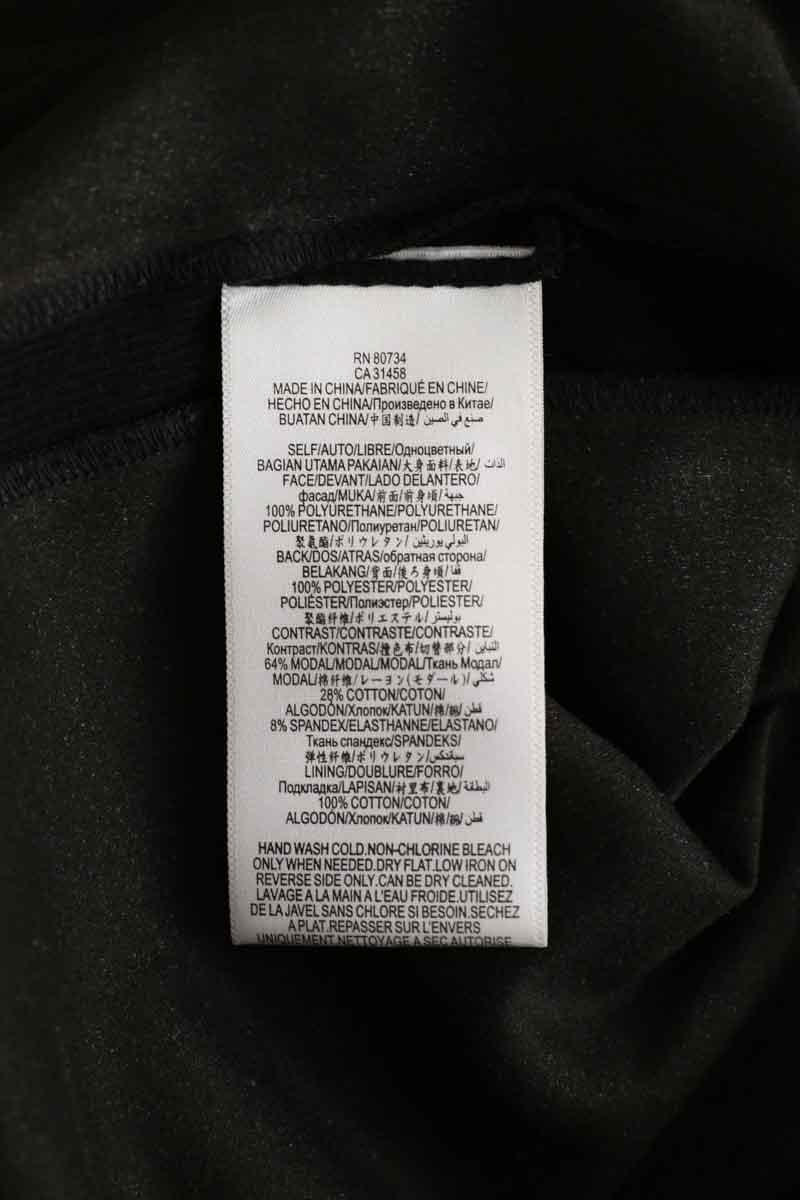 RN 80734
CA 31458
MADE IN CHINA/FABRIQUÉ EN CHINE/
HECHO EN CHINA/Произведено в Китае/
BUATAN CHINA/中国制造/ صنع في الصين
SELF/AUTO/LIBRE/Одноцветный/
BAGIAN UTAMA PAKAIAN/大身面料/表地/ الذات
FACE/DEVANT/LADO DELANTERO/
фасад/MUKA/前面/前身頃/ جبهة
100% POLYURETHANE/POLYURETHANE/
POLIURETANO/Полиуретан/POLIURETAN/
聚氨酯/ポリウレタン/ البولي يوريثين
BACK/DOS/ATRAS/обратная сторона/
BELAKANG/背面/後ろ身頃/ قفا
100% POLYESTER/POLYESTER/
POLIÉSTER/Полиэстер/POLIESTER/
聚酯纤维/ポリエステル/ بوليستر
CONTRAST/CONTRASTE/CONTRASTE/
Контраст/KONTRAS/撞色布/切替部分/ التباين
64% MODAL/MODAL/MODAL/Ткань Модал/
MODAL/棉纤维/レーヨン(モダール)/ شكلي
28% COTTON/COTON/
ALGODÓN/Хлопок/KATUN/棉/綿/ قطن
8% SPANDEX/ELASTHANNE/ELASTANO/
Ткань спандекс/SPANDEKS/
弹性纤维/ポリウレタン/ سباندكس
LINING/DOUBLURE/FORRO/
Подкладка/LAPISAN/衬里布/裏地/ البطانة
100% COTTON/COTON/
ALGODÓN/Хлопок/KATUN/棉/綿/ قطن
HAND WASH COLD.NON-CHLORINE BLEACH
ONLY WHEN NEEDED.DRY FLAT.LOW IRON ON
REVERSE SIDE ONLY.CAN BE DRY CLEANED.
LAVAGE A LA MAIN A L'EAU FROIDE.UTILISEZ
DE LA JAVEL SANS CHLORE SI BESOIN.SECHEZ
A PLAT.REPASSER SUR L'ENVERS
UNIQUEMENT.NETTOYAGE A SEC AUTORISE.